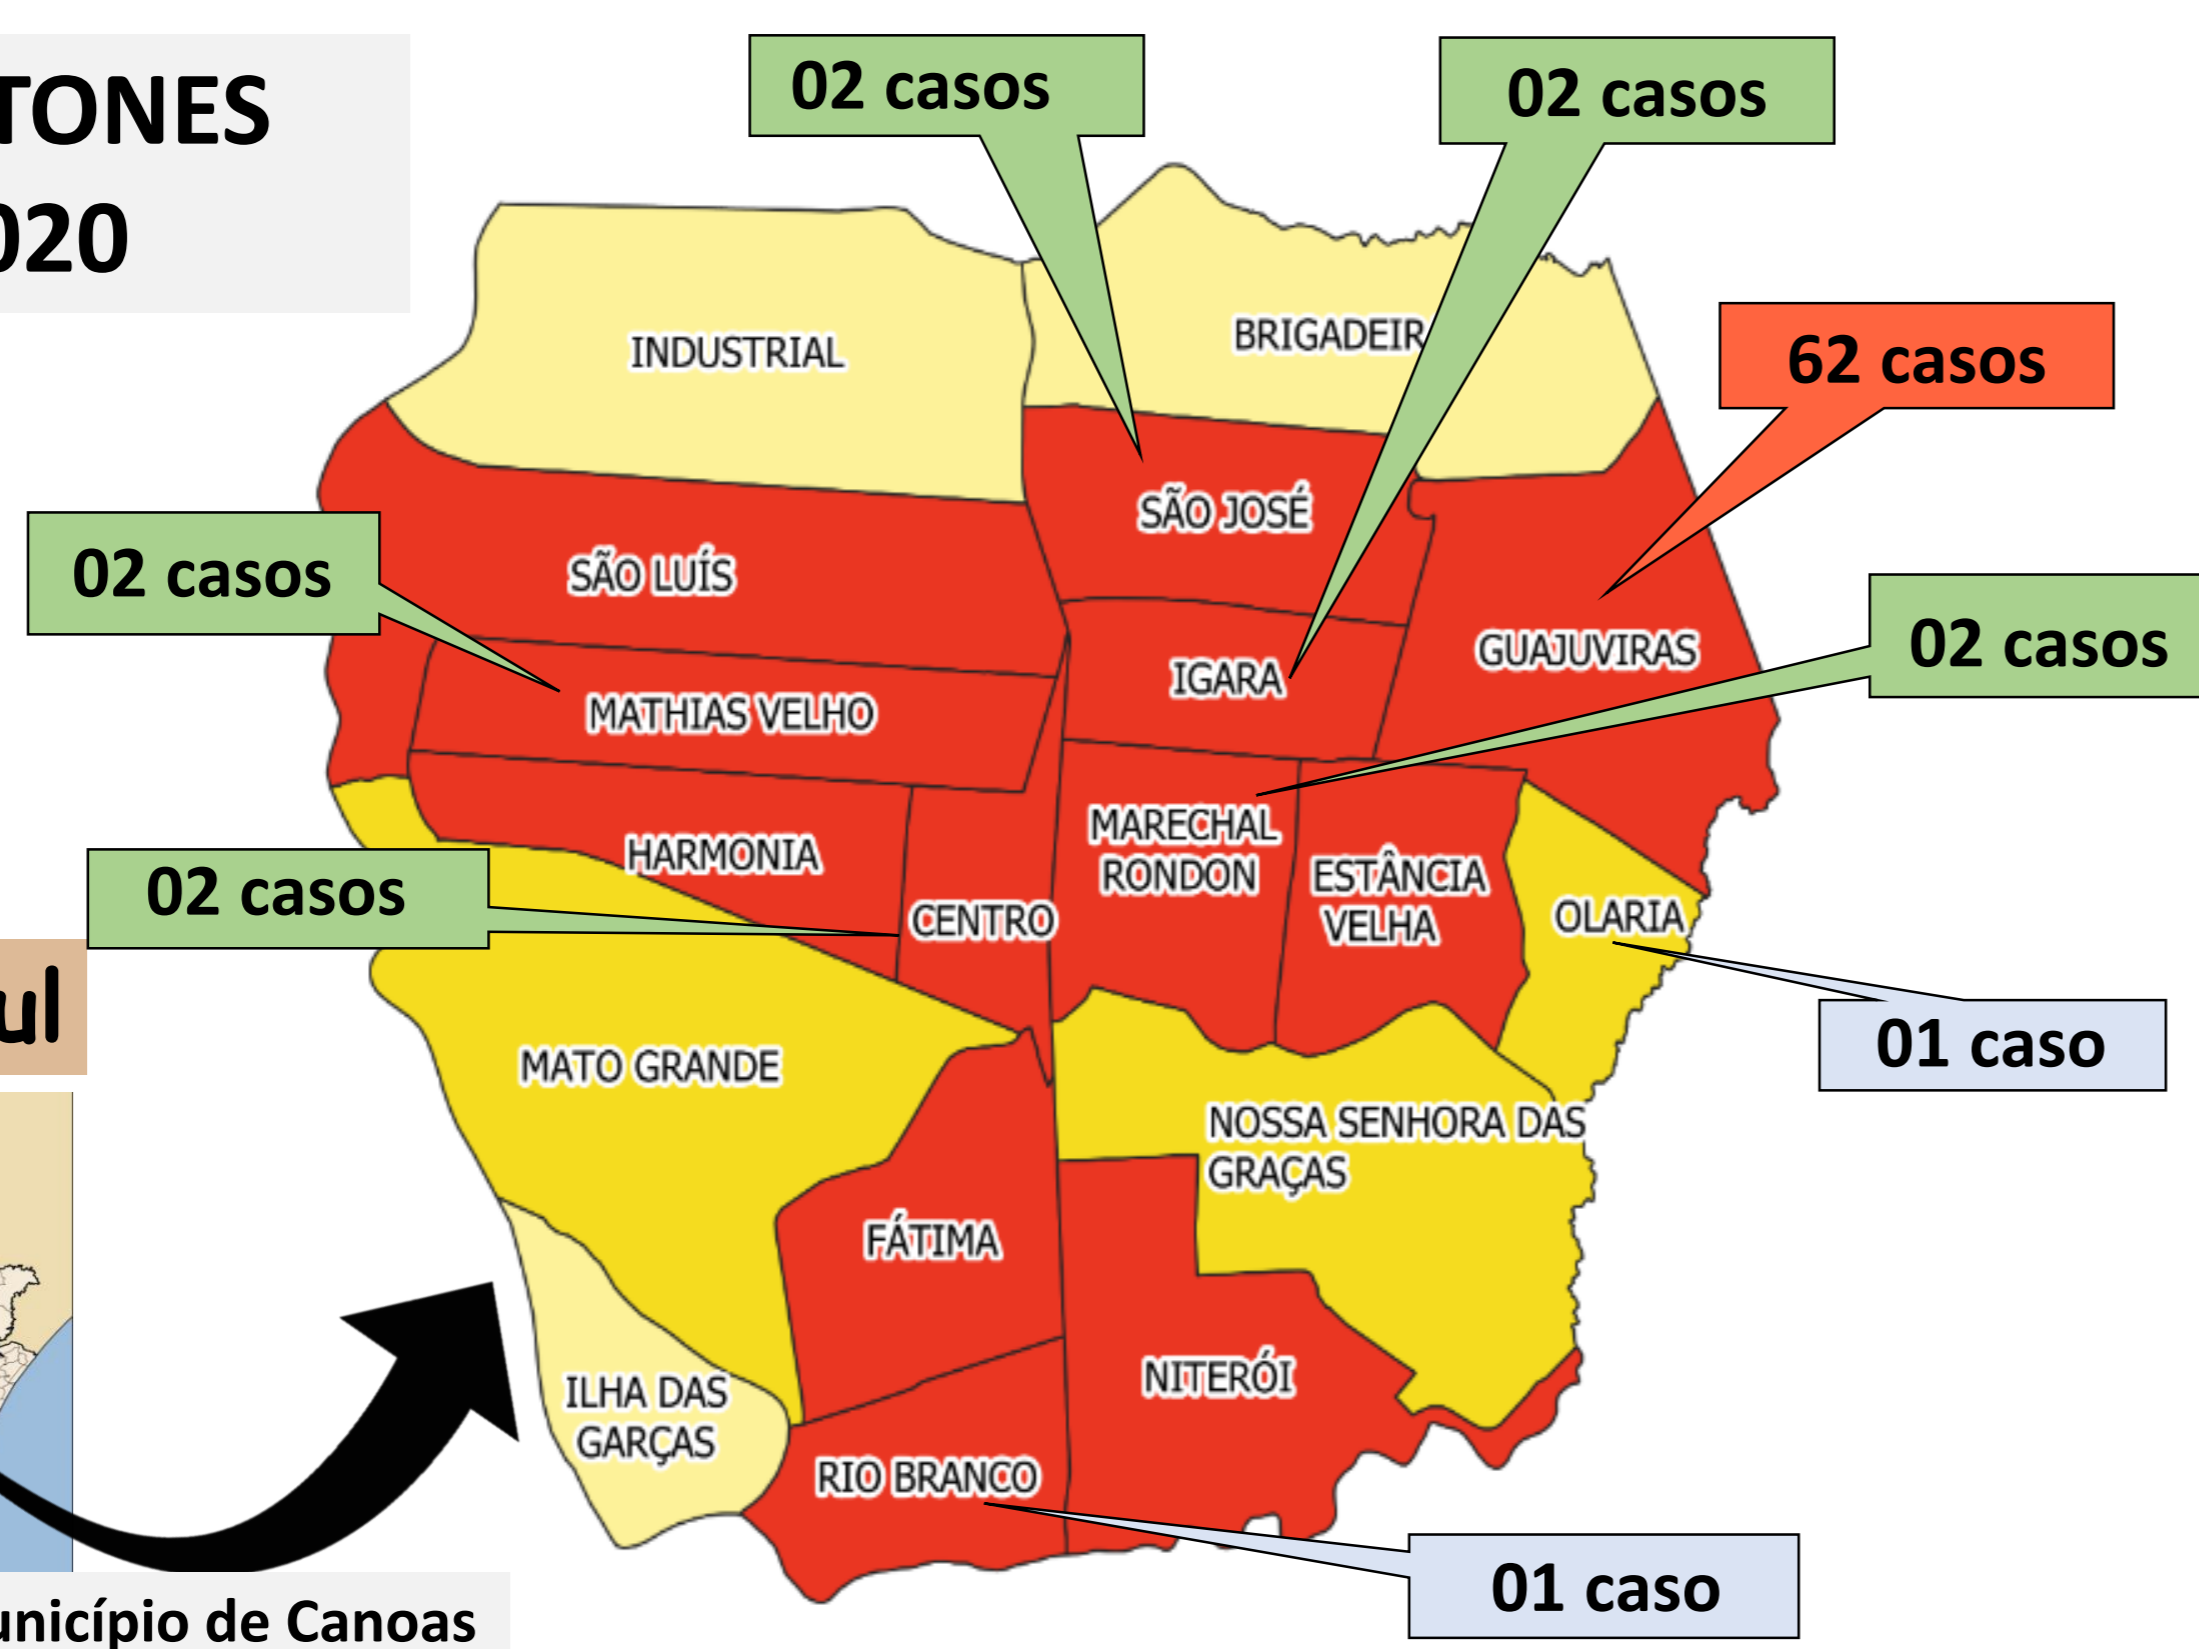 TONES
020
02 casos
02 casos
INDUSTRIAL
BRIGADEIR
62 casos
SÃO JOSÉ
02 casos
SÃO LUÍS
02 casos
GUAJUVIRAS
IGARA
MATHIAS VELHO
MARECHAL
RONDON
HARMONIA
ESTÂNCIA
VELHA
02 casos
CENTRO
OLARIA
ul
01 caso
MATO GRANDE
NOSSA SENHORA DAS
GRAÇAS
FÁTIMA
NITERÓI
ILHA DAS
GARÇAS
RIO BRANCO
01 caso
unicípio de Canoas